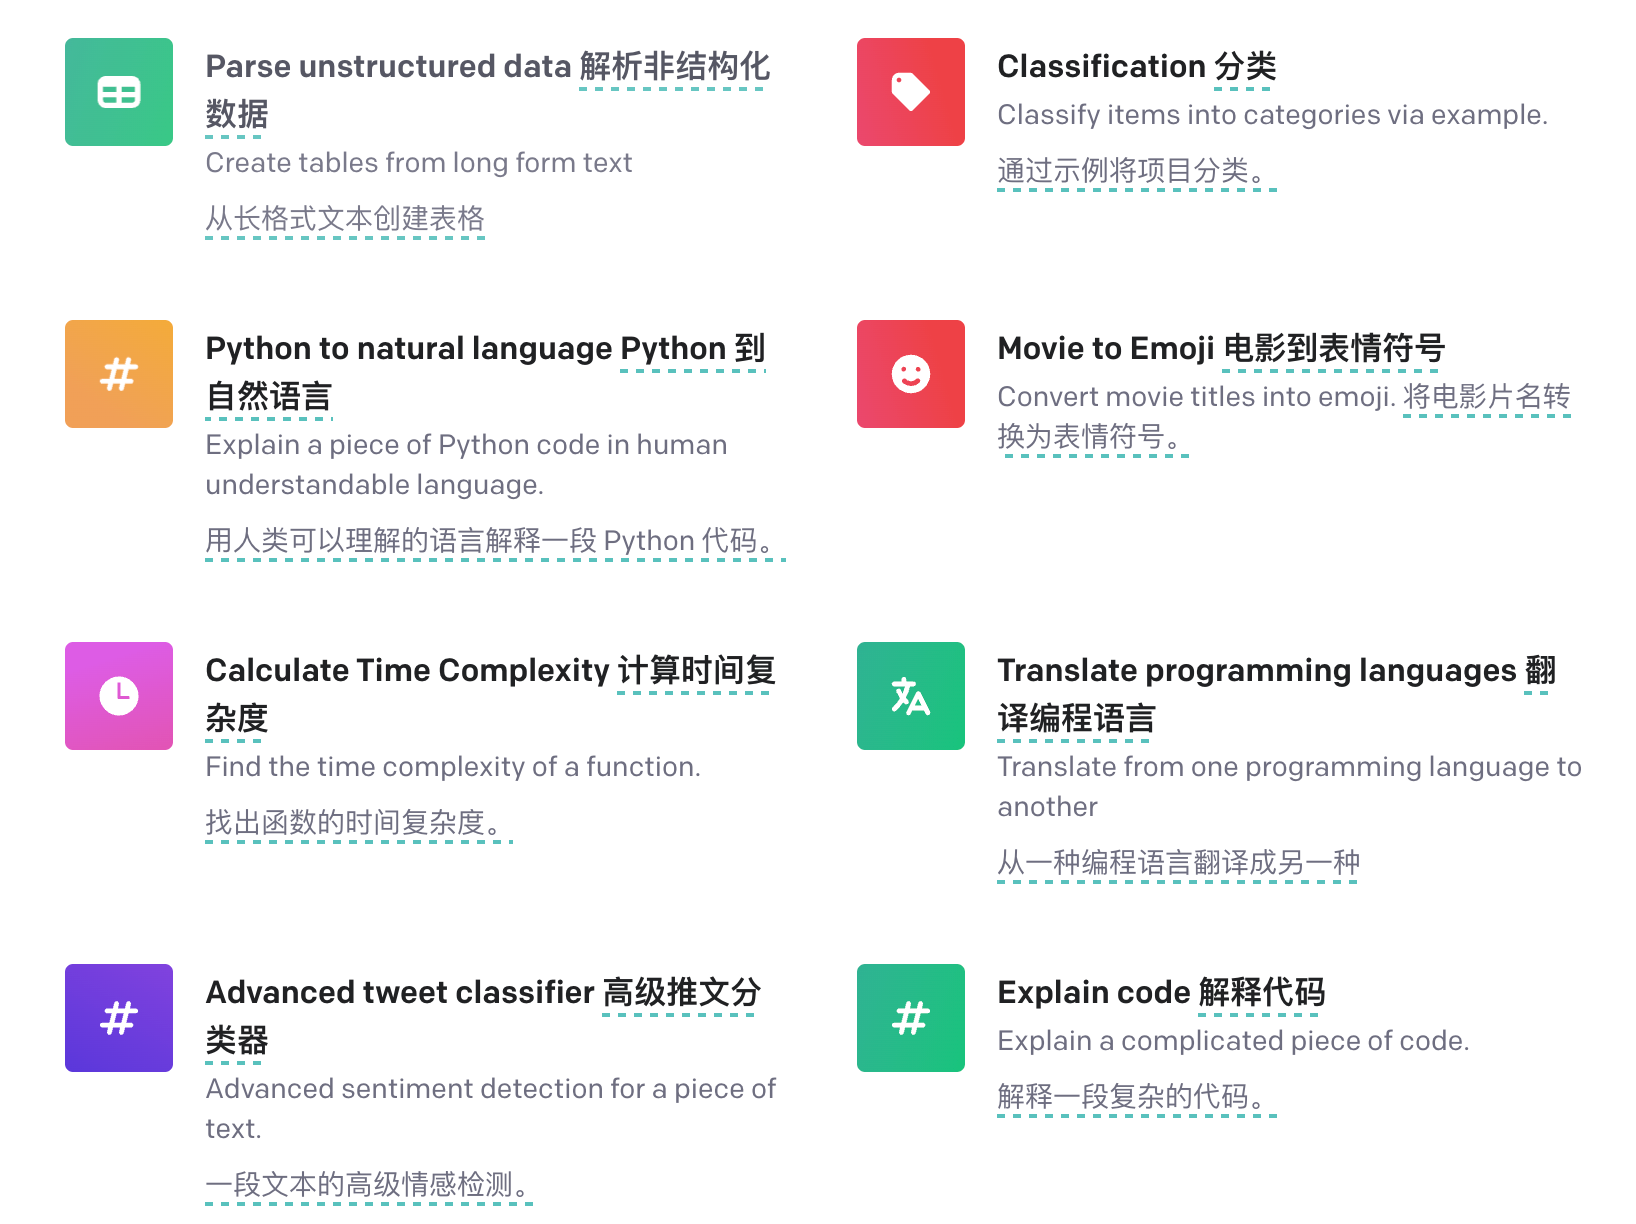 Parse unstructured data 解析非结构化
数据
Create tables from long form text
从长格式文本创建表格
Classification 分类
Classify items into categories via example.
通过示例将项目分类。
Python to natural language Python 到
自然语言
Explain a piece of Python code in human
understandable language.
用人类可以理解的语言解释一段 Python 代码。
Movie to Emoji 电影到表情符号
Convert movie titles into emoji. 将电影片名转
换为表情符号。
Calculate Time Complexity 计算时间复
杂度
Find the time complexity of a function.
找出函数的时间复杂度。
Translate programming languages 翻
译编程语言
Translate from one programming language to
another
从一种编程语言翻译成另一种
Advanced tweet classifier 高级推文分
类器
Advanced sentiment detection for a piece of
text.
一段文本的高级情感检测。
Explain code 解释代码
Explain a complicated piece of code.
解释一段复杂的代码。